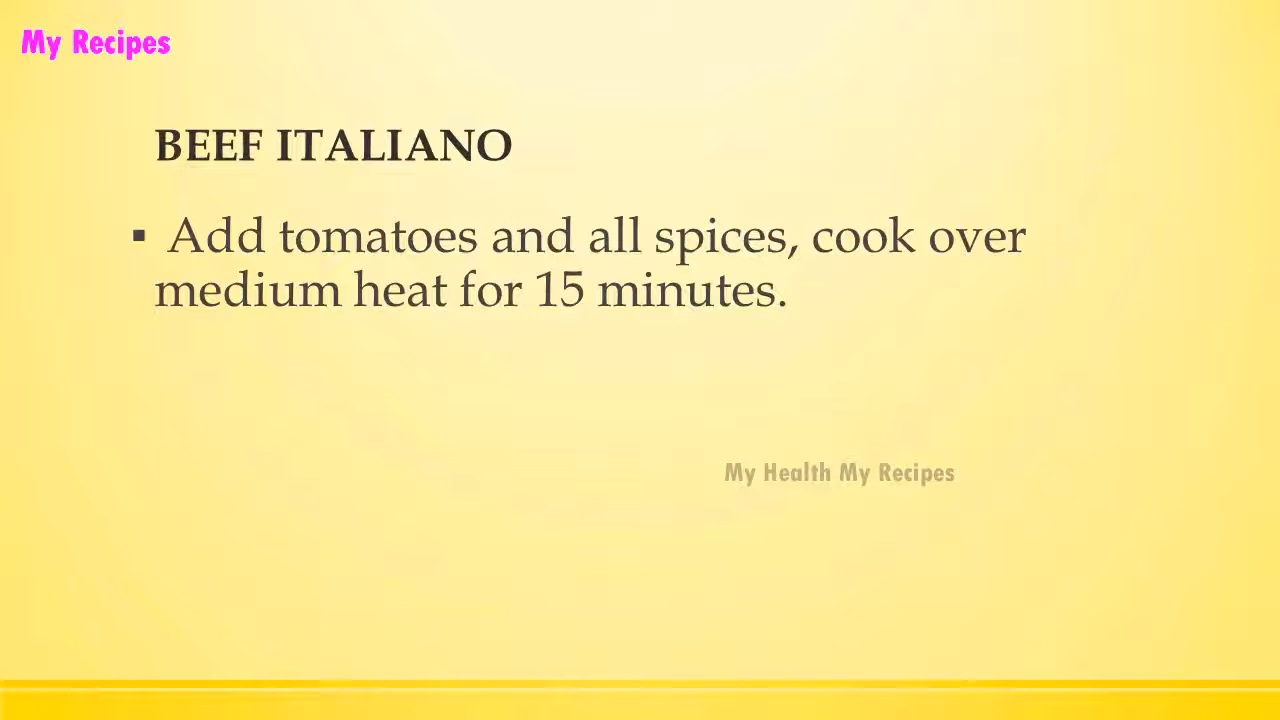 My Recipes
BEEF ITALIANO
▪ Add tomatoes and all spices, cook over
medium heat for 15 minutes.
My Health My Recipes